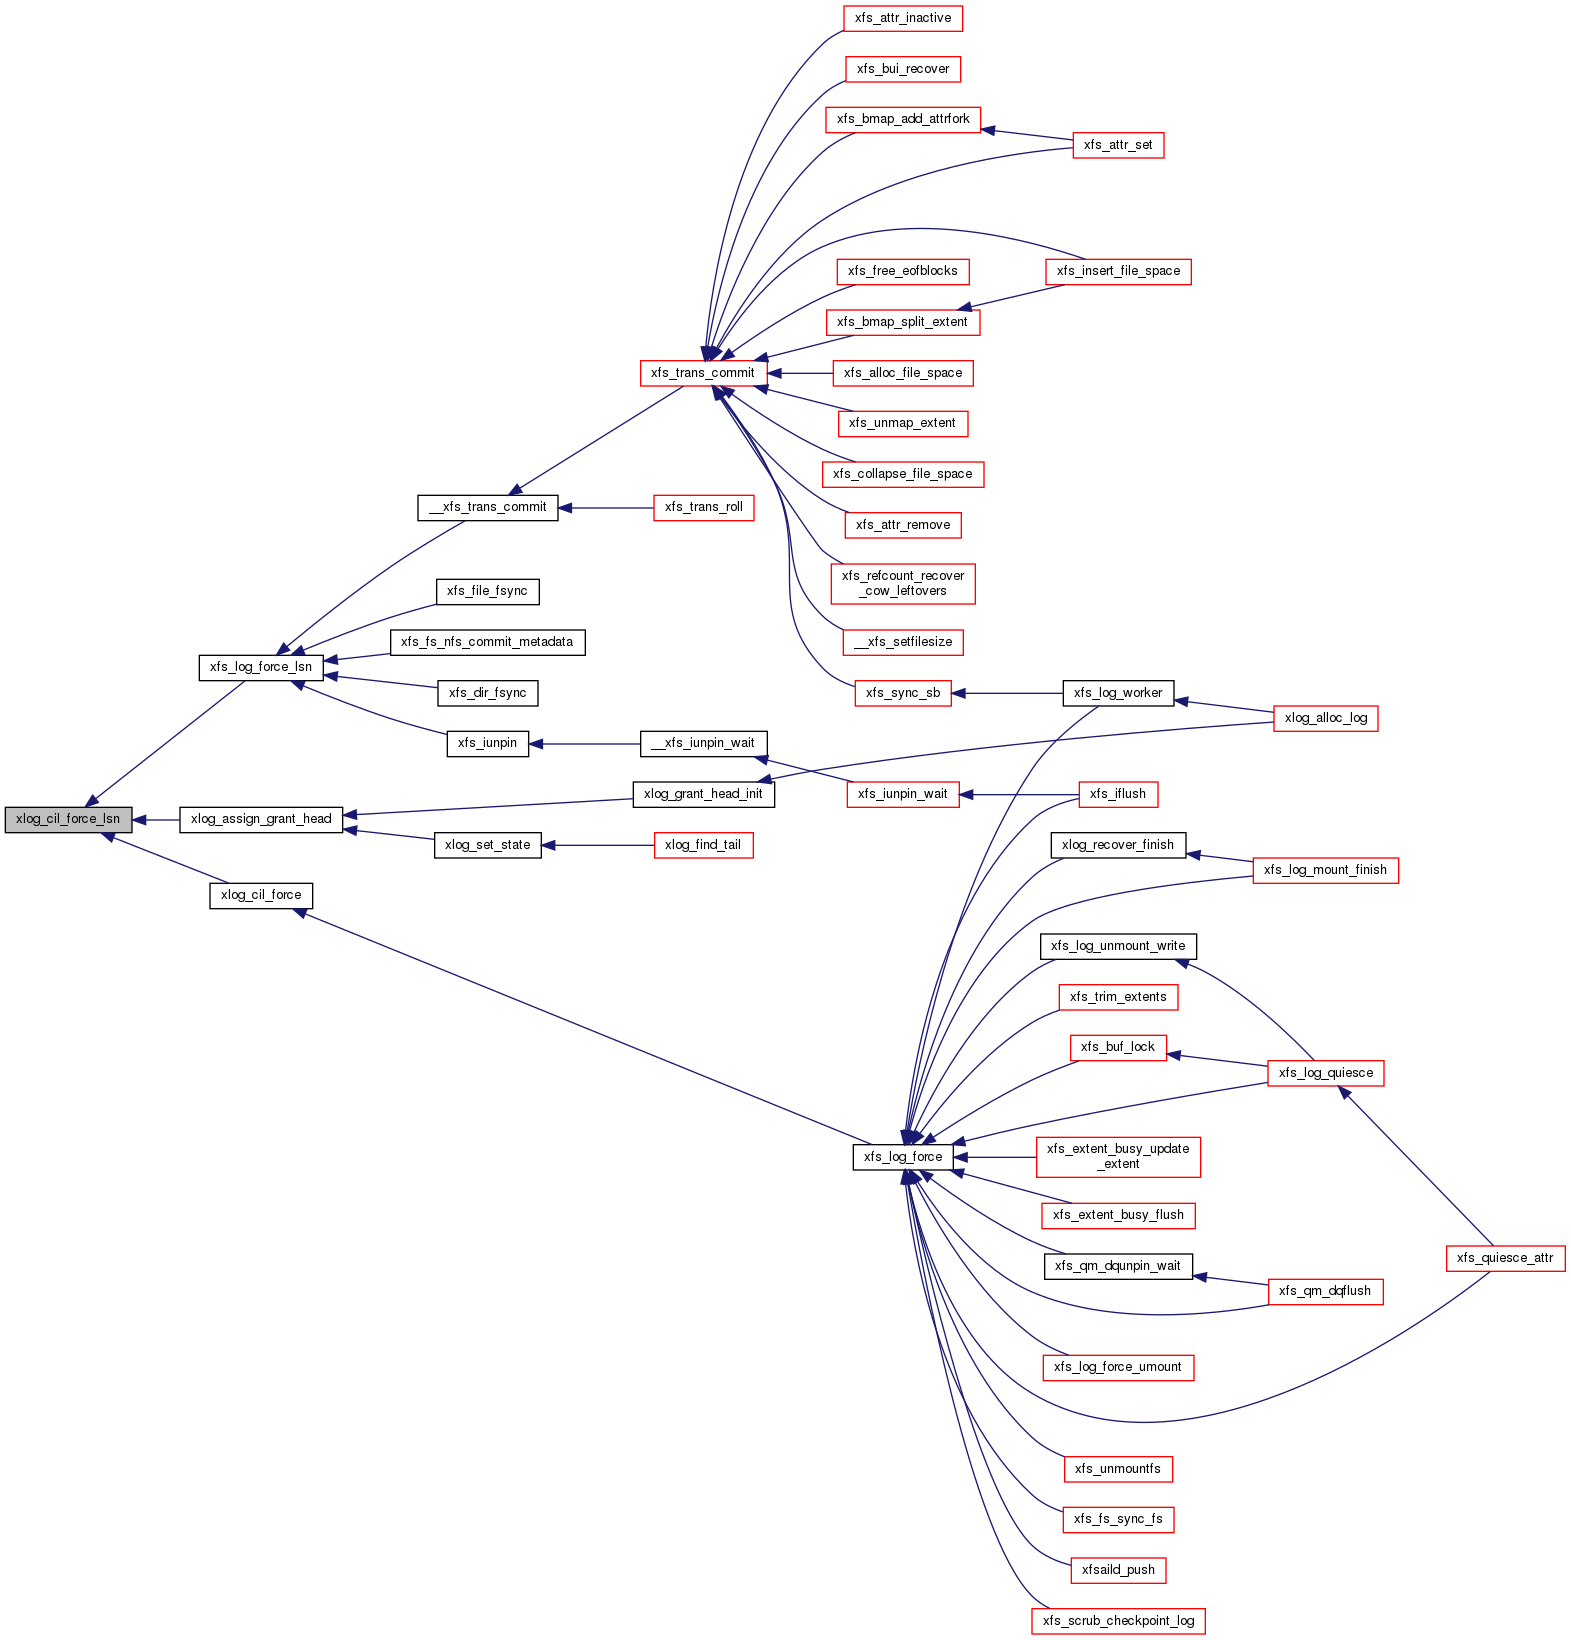 xfs_attr_inactive
xfs_bui_recover
xfs_bmap_add_attrfork
xfs_attr_set
xfs_free_eofblocks
xfs_insert_file_space
xfs_bmap_split_extent
xfs_trans_commit
xfs_alloc_file_space
xfs_unmap_extent
xfs_collapse_file_space
__xfs_trans_commit
xfs_trans_roll
xfs_attr_remove
xfs_refcount_recover
_cow_leftovers
xfs_file_fsync
xfs_fs_nfs_commit_metadata
__xfs_setfilesize
xfs_log_force_lsn
xfs_dir_fsync
xfs_sync_sb
xfs_log_worker
xlog_alloc_log
xfs_iunpin
__xfs_iunpin_wait
xlog_grant_head_init
xfs_iunpin_wait
xfs_iflush
xlog_cil_force_lsn
xlog_assign_grant_head
xlog_set_state
xlog_find_tail
xlog_recover_finish
xfs_log_mount_finish
xlog_cil_force
xfs_log_unmount_write
xfs_trim_extents
xfs_buf_lock
xfs_log_quiesce
xfs_log_force
xfs_extent_busy_update
_extent
xfs_extent_busy_flush
xfs_qm_dqunpin_wait
xfs_quiesce_attr
xfs_qm_dqflush
xfs_log_force_umount
xfs_unmountfs
xfs_fs_sync_fs
xfsaild_push
xfs_scrub_checkpoint_log